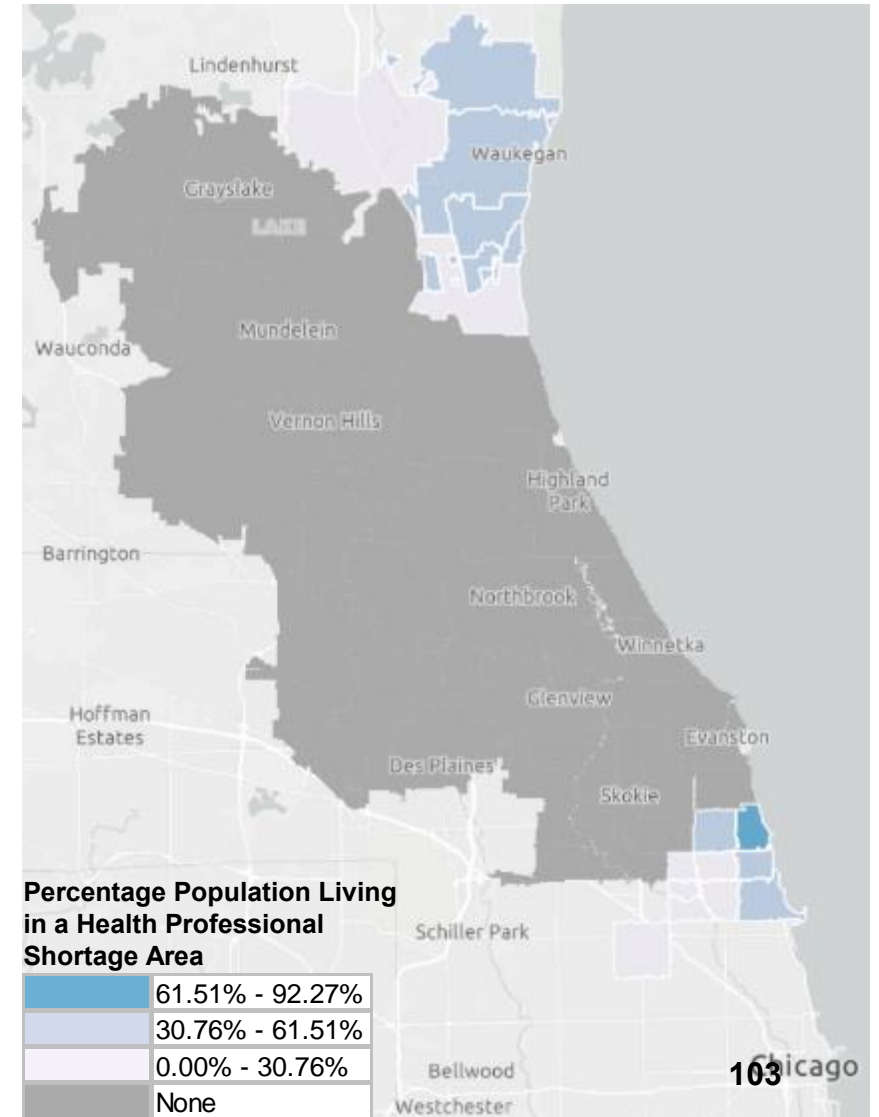 Lindenhurst
Waukegan
Grayslake
LAKE
Mundelein
Wauconda
Vernon Hills
Highland
Park
Barrington
Northbrook
Winnetka
Glenview
Hoffman
Estates
Evanston
Des Plaines
Skokie
Percentage Population Living
in a Health Professional
Shortage Area
61.51% - 92.27%
30.76% - 61.51%
0.00% - 30.76%
None
Schiller Park
Bellwood
Westchester
Chicago
103